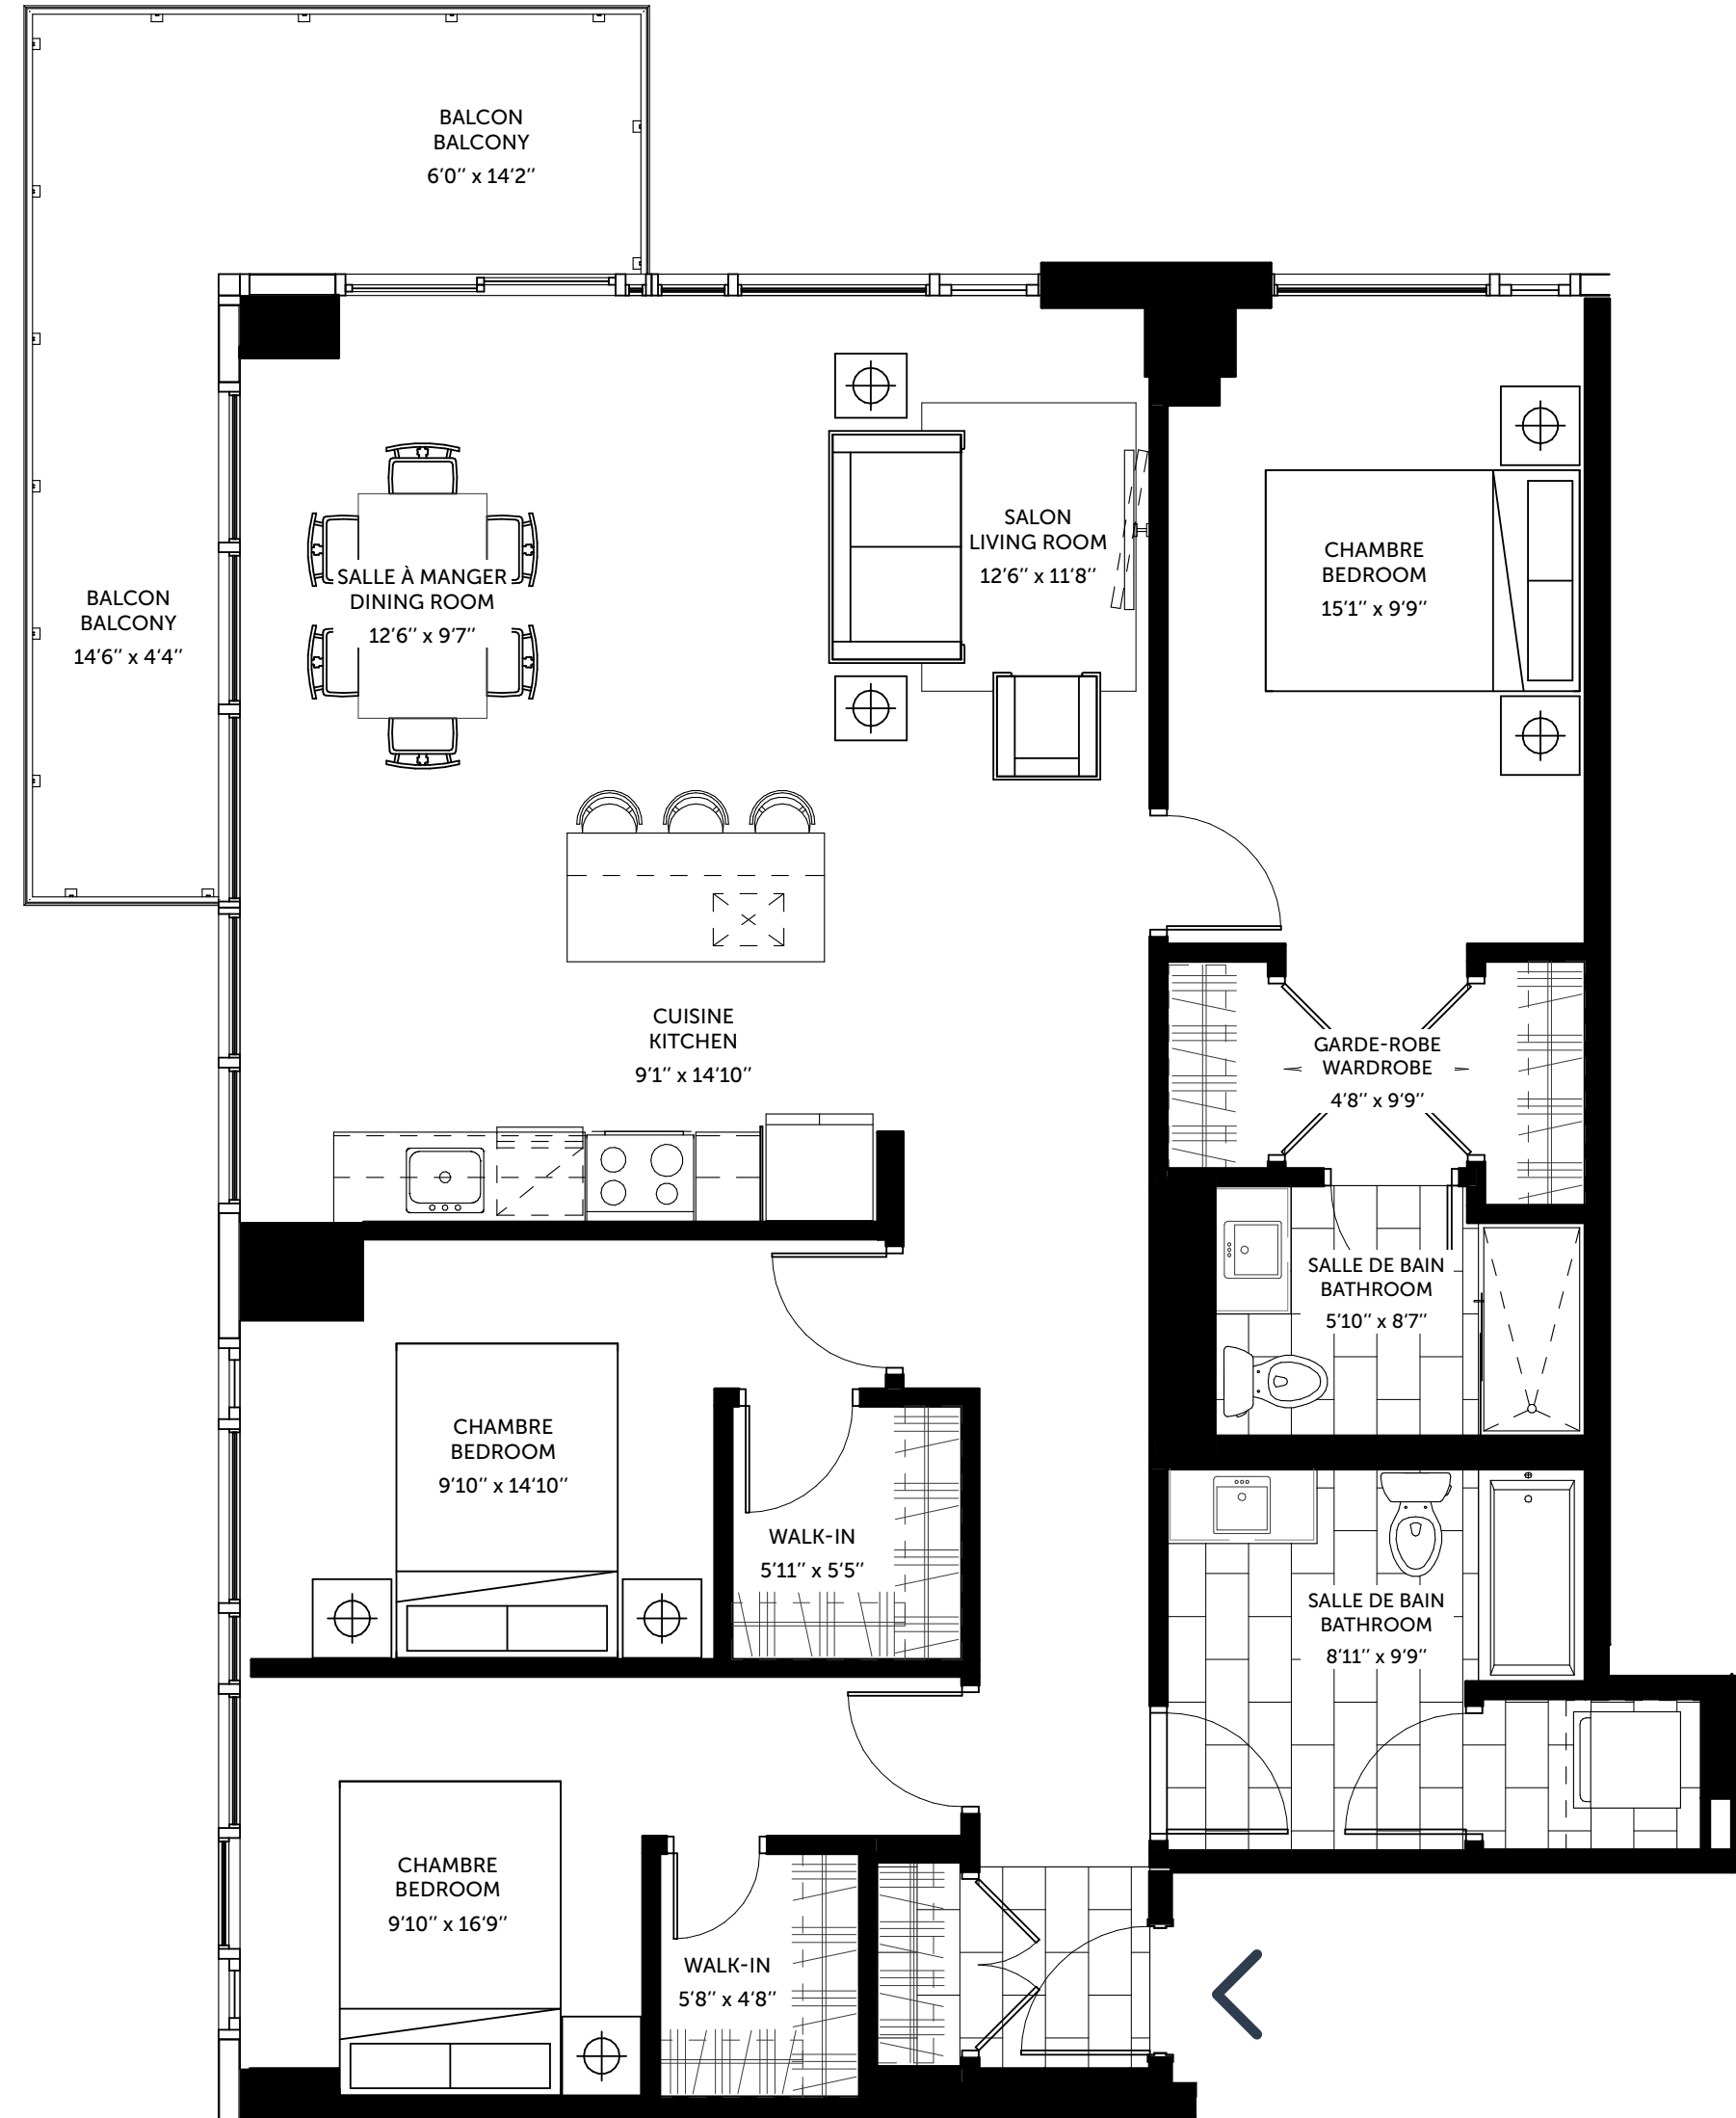 BALCON
BALCONY
6'0'' x 14'2''
SALON
LIVING ROOM
12'6'' x 11'8''
CHAMBRE
BEDROOM
15'1'' x 9'9''
SALLE À MANGER
DINING ROOM
12'6'' x 9'7''
BALCON
BALCONY
14'6'' x 4'4''
CUISINE
KITCHEN
9'1'' x 14'10''
GARDE-ROBE
WARDROBE
4'8'' x 9'9''
SALLE DE BAIN
BATHROOM
5'10'' x 8'7''
CHAMBRE
BEDROOM
9'10'' x 14'10''
WALK-IN
5'11'' x 5'5''
SALLE DE BAIN
BATHROOM
8'11'' x 9'9''
CHAMBRE
BEDROOM
9'10'' x 16'9''
WALK-IN
5'8'' x 4'8''